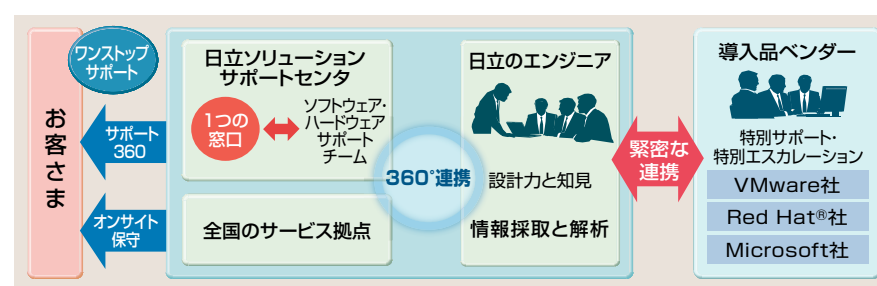 お客さま
ワンストップ
サポート
サポート
360
オンサイト
保守
日立ソリューション
サポートセンタ
1つの
窓口
ソフトウェア・
ハードウェア
サポート
チーム
全国のサービス拠点
360°連携
日立のエンジニア
設計力と知見
情報採取と解析
緊密な
連携
導入品ベンダー
特別サポート・
特別エスカレーション
VMware社
Red Hat®社
Microsoft社